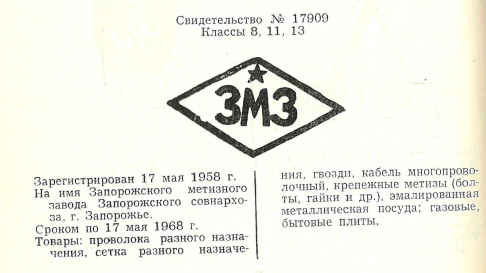 Свидетельство № 17909
Классы 8, 11, 13
ЗМЗ
Зарегистрирован 17 мая 1958 г.
На имя Запорожского метизного
завода Запорожского совнархо-
за, г. Запорожье.
Сроком по 17 мая 1968 г.
Товары: проволока разного назна-
чения, сетка разного назначе-
ния, гвозди, кабель многопрово-
лочный, крепежные метизы (бол-
ты, гайки и др.), эмалированная
металлическая посуда; газовые,
бытовые плиты,